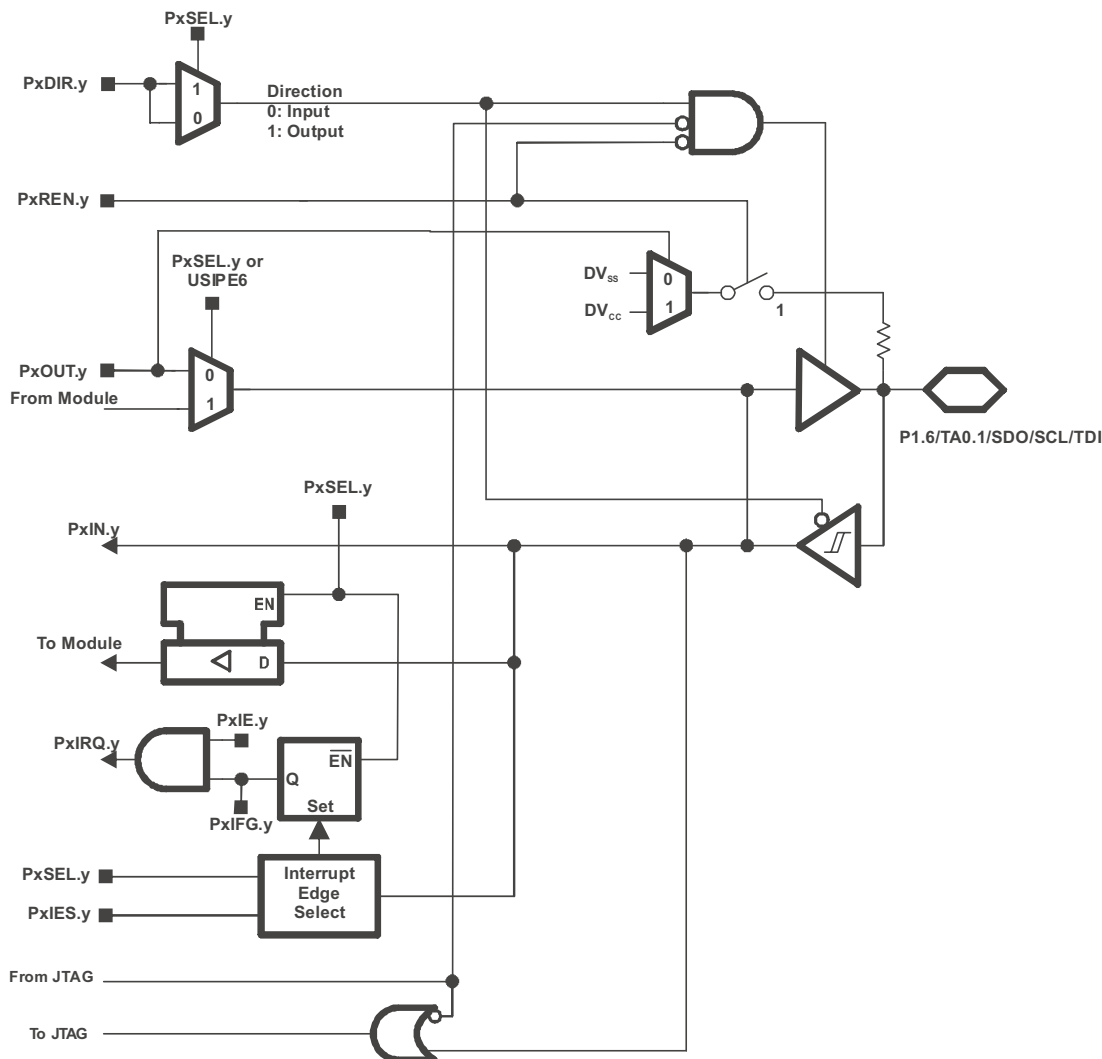 PxSEL.y
PxDIR.y
1
0
Direction
0: Input
1: Output
PxREN.y
PxSEL.y or
USIPE6
DVSS
0
DVCC
1
1
PxOUT.y
0
From Module
1
P1.6/TA0.1/SDO/SCL/TDI
PxSEL.y
PxIN.y
EN
To Module
D
PxIE.y
PxIRQ.y
EN
Q
Set
PxIFG.y
PxSEL.y
Interrupt
Edge
Select
PxIES.y
From JTAG
To JTAG